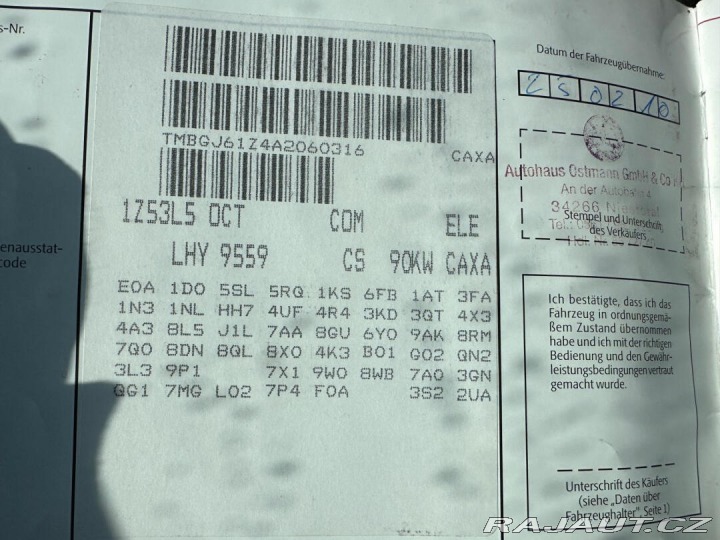 s-Nr.
TMBGJ61Z4A2060316
CAXA
1Z53L5 OCT COM ELE
LHY 9559 CS 90KW CAXA
E0A 1D0 5SL 5RQ 1KS 6FB 1AT 3FA
1N3 1NL HH7 4UF 4R4 3KD 3QT 4X3
4A3 8L5 J1L 7AA 8GU 6Y0 9AK 8RM
7Q0 8DN 8QL 8X0 4K3 B01 G02 QN2
3L3 9P1 7X1 9W0 8WB 7A0 3GN
QG1 7MG L02 7P4 F0A 3S2 2UA
enausstat-
code
Datum der Fahrzeugübernahme:
250210
Autohaus Ostmann GmbH & Co
An der Autobahn 4
34266
Stempel und Unterschrift
des Verkäufers
Ich bestätige, dass ich das
Fahrzeug in ordnungsgemä-
ßem Zustand übernommen
habe und ich mit der richtigen
Bedienung und den Gewähr-
leistungsbedingungen vertraut
gemacht wurde.
Unterschrift des Käufers
(siehe „Daten über
Fahrzeughalter", Seite 1)
RAJAUT.CZ